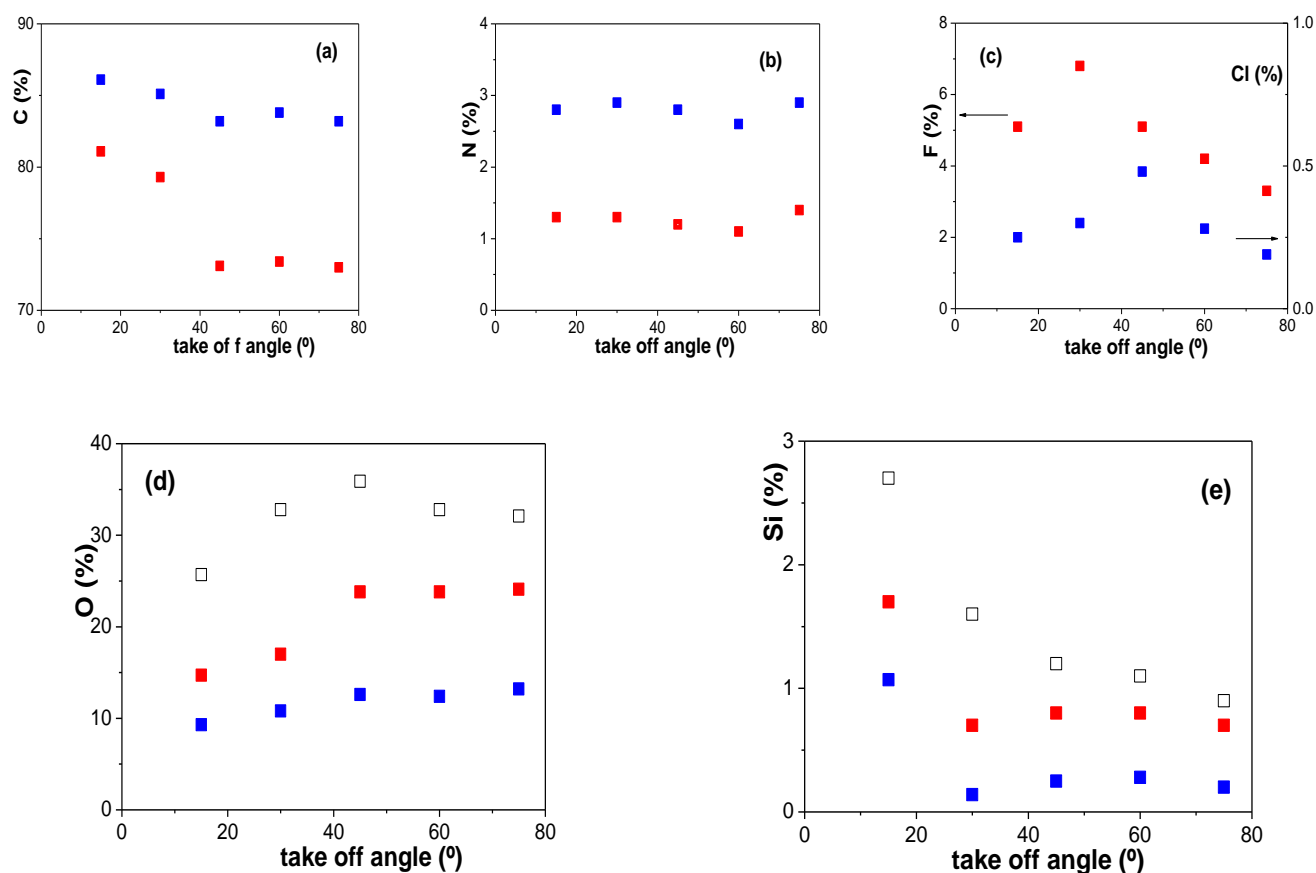 90
80
70
C (%)
(a)
0 20 40 60 80
take of f angle (º)
4
3
2
1
0
N (%)
(b)
0 20 40 60 80
take off angle (º)
8
6
4
2
0
F (%)
(c)
Cl (%)
1.0
0.5
0.0
0 20 40 60 80
take off angle (º)
40
30
20
10
0
O (%)
(d)
0 20 40 60 80
take off angle (º)
3
2
1
0
Si (%)
(e)
0 20 40 60 80
take off angle (º)